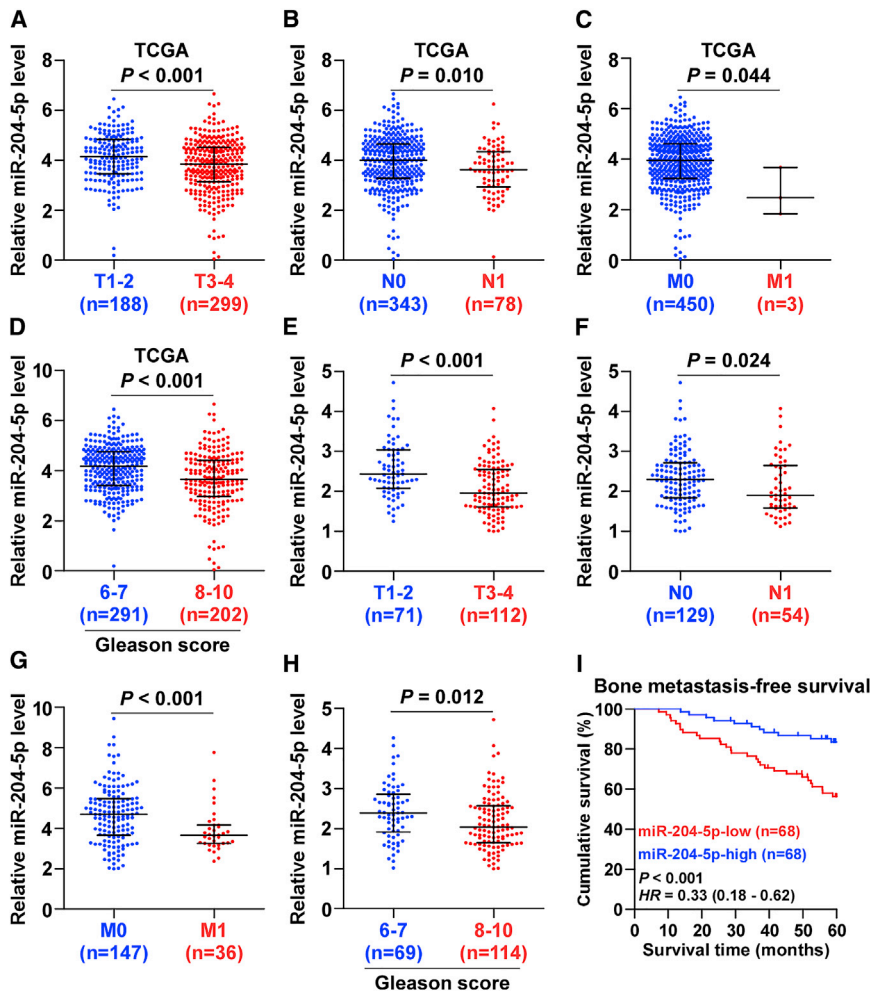 A
TCGA
P < 0.001
Relative miR-204-5p level
8
6
4
2
0
T1-2
(n=188)
T3-4
(n=299)
B
TCGA
P = 0.010
Relative miR-204-5p level
8
6
4
2
0
N0
(n=343)
N1
(n=78)
C
TCGA
P = 0.044
Relative miR-204-5p level
8
6
4
2
0
M0
(n=450)
M1
(n=3)
D
TCGA
P < 0.001
Relative miR-204-5p level
10
8
6
4
2
0
6-7
(n=291)
8-10
(n=202)
Gleason score
E
P < 0.001
Relative miR-204-5p level
5
4
3
2
1
0
T1-2
(n=71)
T3-4
(n=112)
F
P = 0.024
Relative miR-204-5p level
5
4
3
2
1
0
N0
(n=129)
N1
(n=54)
G
P < 0.001
Relative miR-204-5p level
10
8
6
4
2
0
M0
(n=147)
M1
(n=36)
H
P = 0.012
Relative miR-204-5p level
5
4
3
2
1
0
6-7
(n=69)
8-10
(n=114)
Gleason score
I
Bone metastasis-free survival
Cumulative survival (%)
100
80
60
40
20
0
miR-204-5p-low (n=68)
miR-204-5p-high (n=68)
P < 0.001
HR = 0.33 (0.18 - 0.62)
0 10 20 30 40 50 60
Survival time (months)